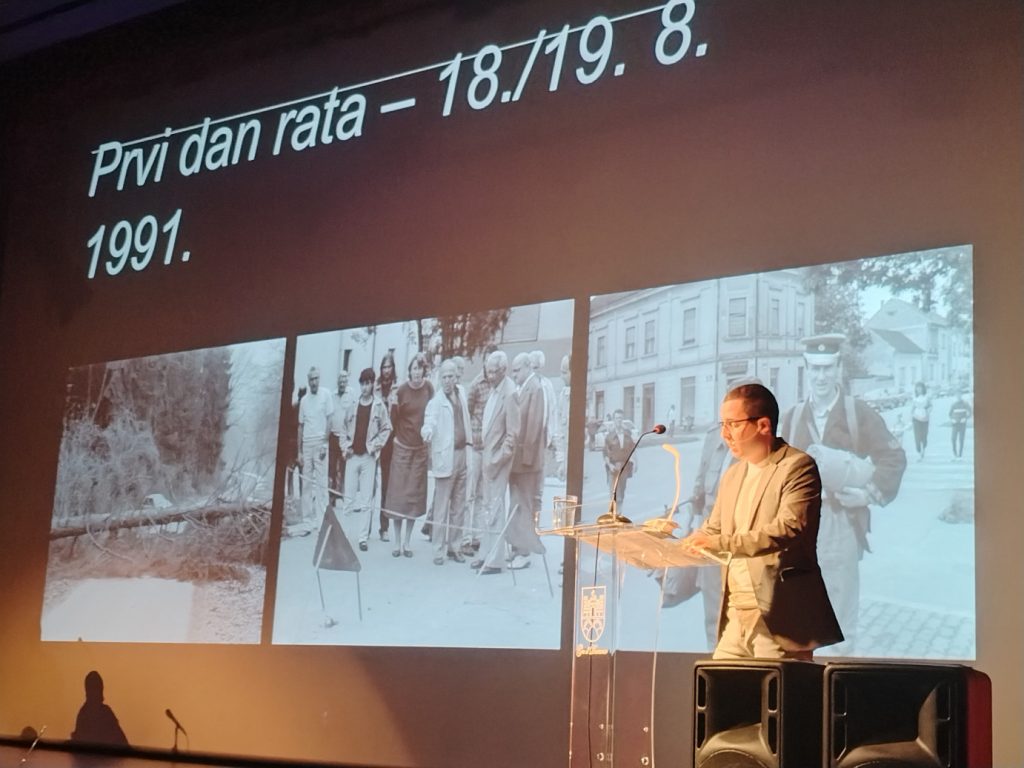 Prvi dan rata – 18./19. 8.
1991.